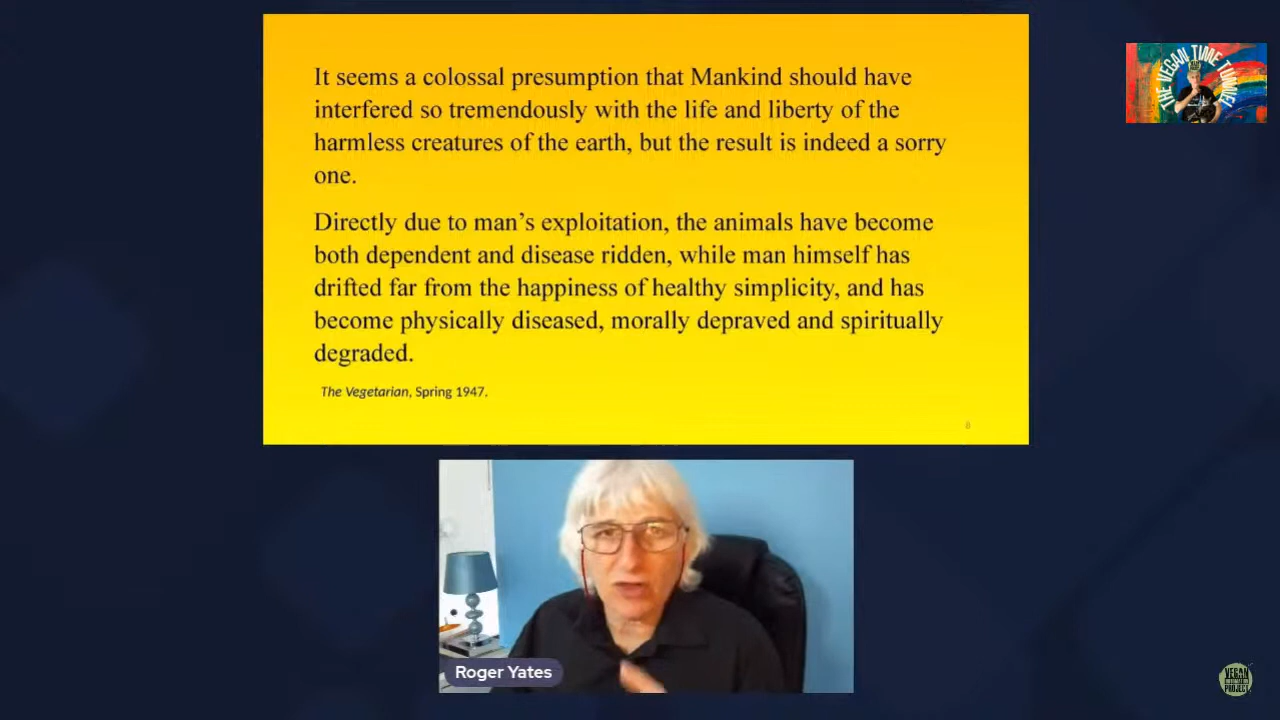 It seems a colossal presumption that Mankind should have
interfered so tremendously with the life and liberty of the
harmless creatures of the earth, but the result is indeed a sorry
one.
Directly due to man’s exploitation, the animals have become
both dependent and disease ridden, while man himself has
drifted far from the happiness of healthy simplicity, and has
become physically diseased, morally depraved and spiritually
degraded.
The Vegetarian, Spring 1947.
8
THE VEGAN TIME TUNNEL
Roger Yates
VEGAN
PROJECT